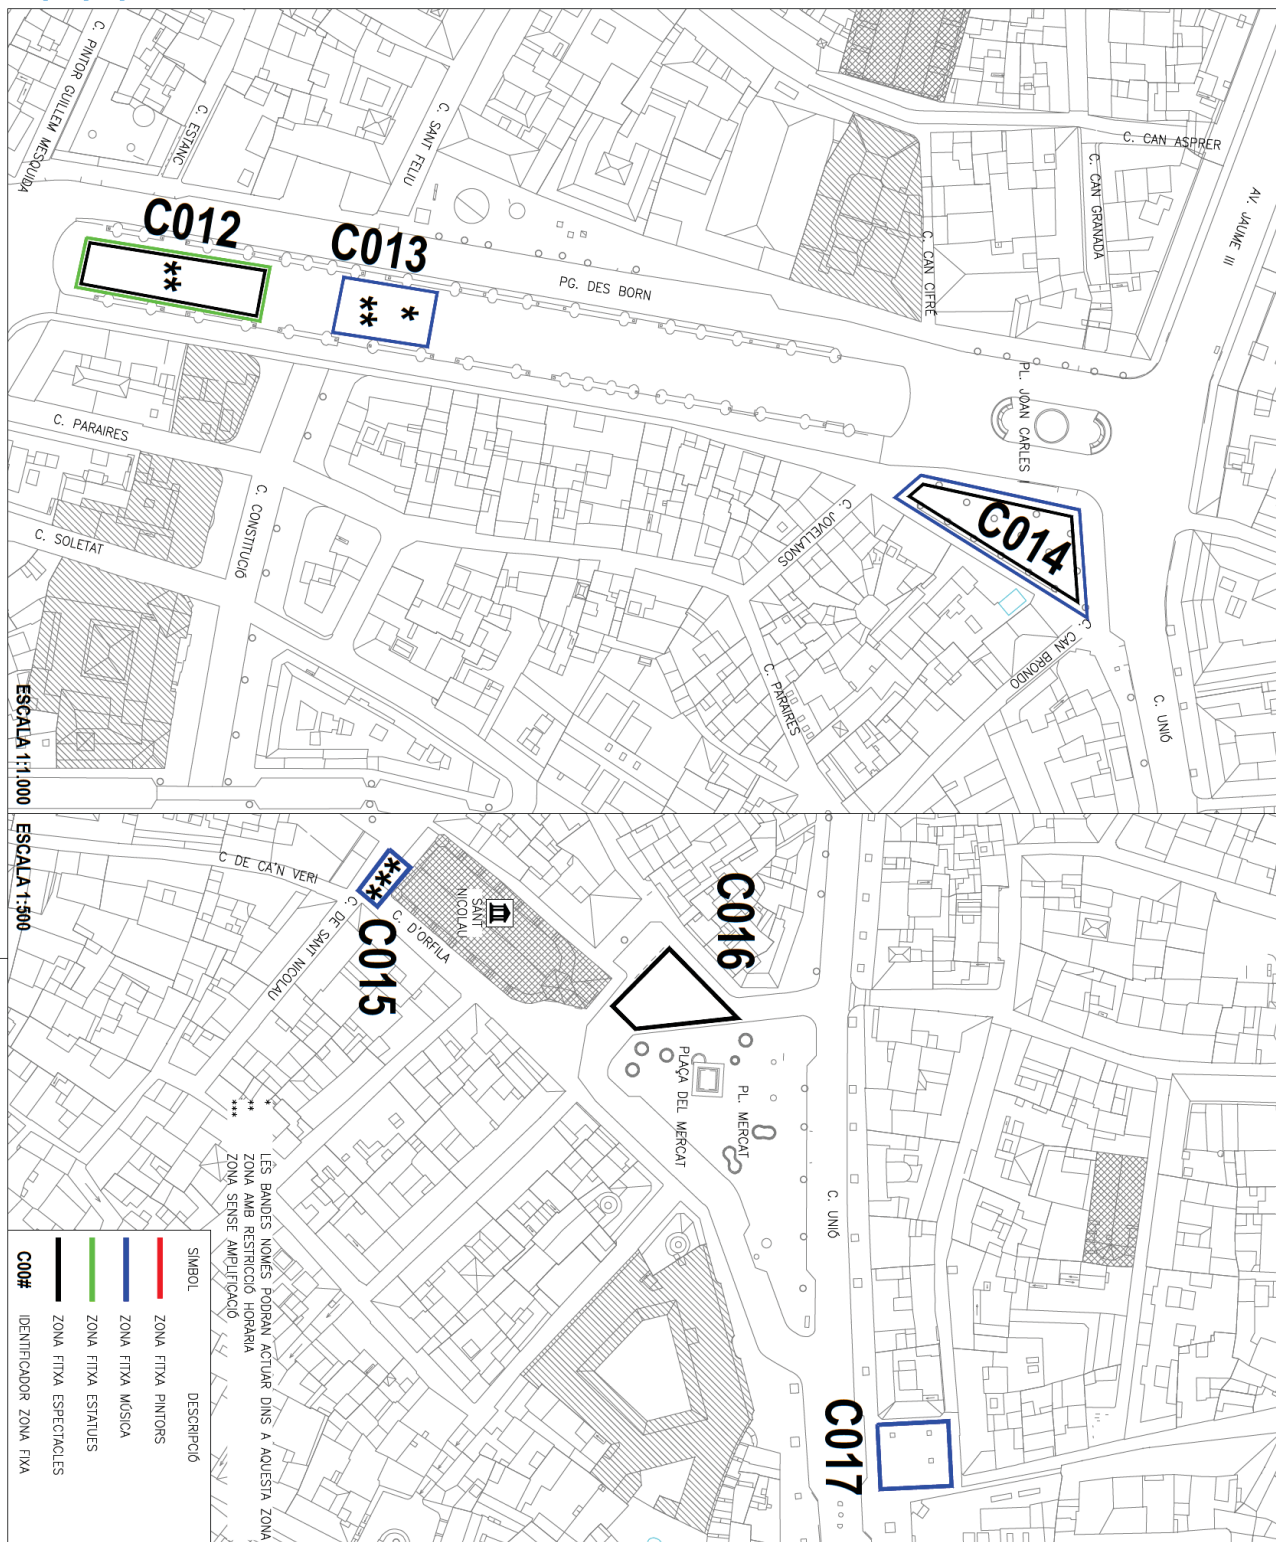 C. PINTOR GUILLEM MESQUIDA
C. ESTANC
C. SANT FELIU
C. CAN ASPRER
C. CAN GRANADA
AV. JAUME III
C. CAN CIFRE
C012
**
C013
*
**
PG. DES BORN
PL. JOAN CARLES I
C. PARAIRES
C. SOLETAT
C. CONSTITUCIÓ
C. JOVELLANOS
C014
C. CAN BRONDO
C. PARAIRES
C. UNIÓ
ESCALA 1:1.000
ESCALA 1:500
C DE CA'N VERI
***
C. DE SANT NICOLAU
C. D'ORFILA
C015
SANT
NICOLAU
C016
PLAÇA DEL MERCAT
PL. MERCAT
C. UNIÓ
C017
* LES BANDES NOMÉS PODRAN ACTUAR DINS A AQUESTA ZONA
** ZONA AMB RESTRICCIÓ HORÀRIA
*** ZONA SENSE AMPLIFICACIÓ
SÍMBOL DESCRIPCIÓ
ZONA FITXA PINTORS
ZONA FITXA MÚSICA
ZONA FITXA ESTATUES
ZONA FITXA ESPECTACLES
C00# IDENTIFICADOR ZONA FIXA